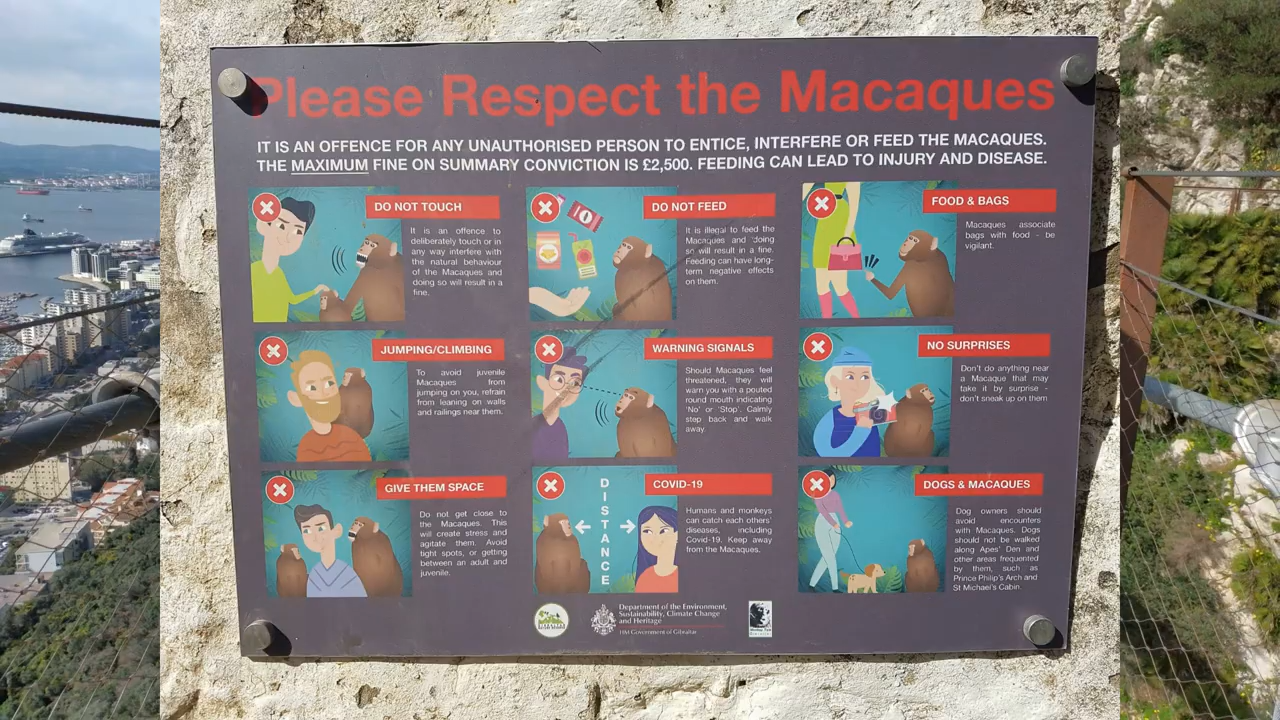 Please Respect the Macaques
IT IS AN OFFENCE FOR ANY UNAUTHORISED PERSON TO ENTICE, INTERFERE OR FEED THE MACAQUES.
THE MAXIMUM FINE ON SUMMARY CONVICTION IS £2,500. FEEDING CAN LEAD TO INJURY AND DISEASE.
DO NOT TOUCH
It is an offence to
deliberately touch or in
any way interfere with
the natural behaviour
of the Macaques and
doing so will result in a
fine.
DO NOT FEED
It is illegal to feed the
Macaques and doing
so will result in a fine.
Feeding can have long-
term negative effects
on them.
FOOD & BAGS
Macaques associate
bags with food - be
vigilant.
JUMPING/CLIMBING
To avoid juvenile
Macaques from
jumping on you, refrain
from leaning on walls
and railings near them.
WARNING SIGNALS
Should Macaques feel
threatened, they will
warn you with a pouted
round mouth indicating
'No' or 'Stop'. Calmly
step back and walk
away.
NO SURPRISES
Don't do anything near
a Macaque that may
take it by surprise -
don't sneak up on them
GIVE THEM SPACE
Do not get close to
the Macaques. This
will create stress and
agitate them. Avoid
tight spots, or getting
between an adult and
juvenile.
DISTANCE
COVID-19
Humans and monkeys
can catch each others'
diseases, including
Covid-19. Keep away
from the Macaques.
DOGS & MACAQUES
Dog owners should
avoid encounters
with Macaques. Dogs
should not be walked
along Apes' Den and
other areas frequented
by them, such as
Prince Philip's Arch and
St Michael's Cabin.
Department of the Environment,
Sustainability, Climate Change
and Heritage
HM Government of Gibraltar